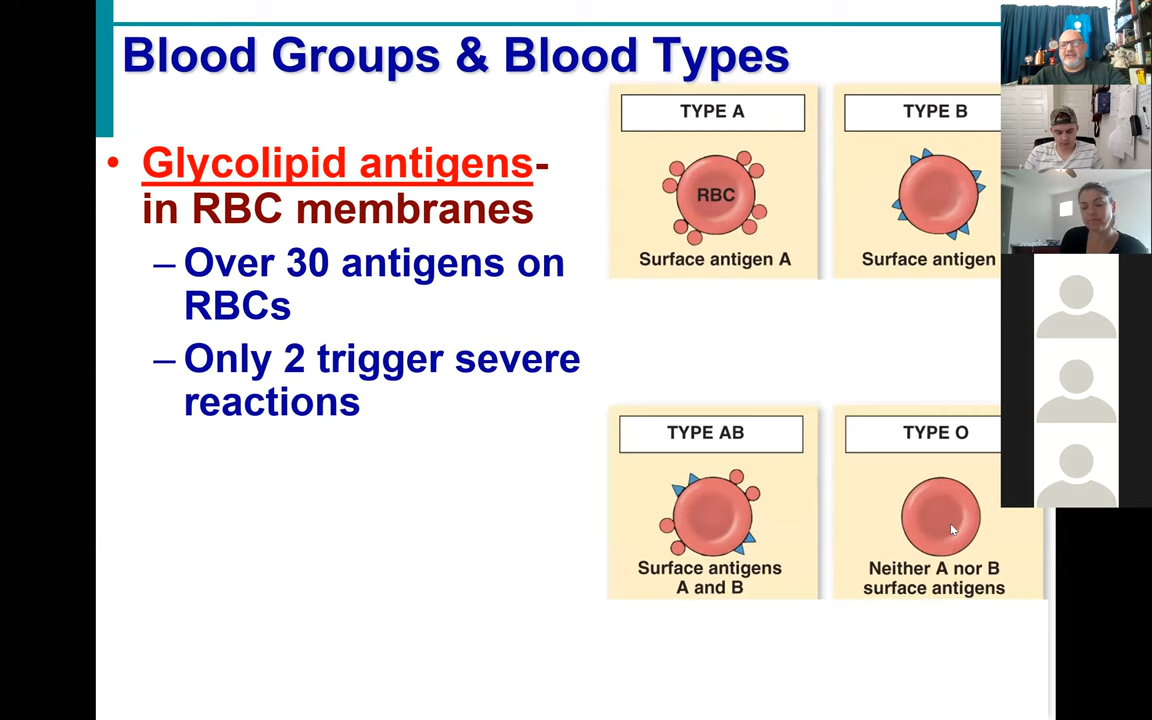 Blood Groups & Blood Types
• Glycolipid antigens-
in RBC membranes
– Over 30 antigens on
RBCs
– Only 2 trigger severe
reactions
TYPE A
RBC
Surface antigen A
TYPE B
Surface antigen
TYPE AB
Surface antigens
A and B
TYPE O
Neither A nor B
surface antigens